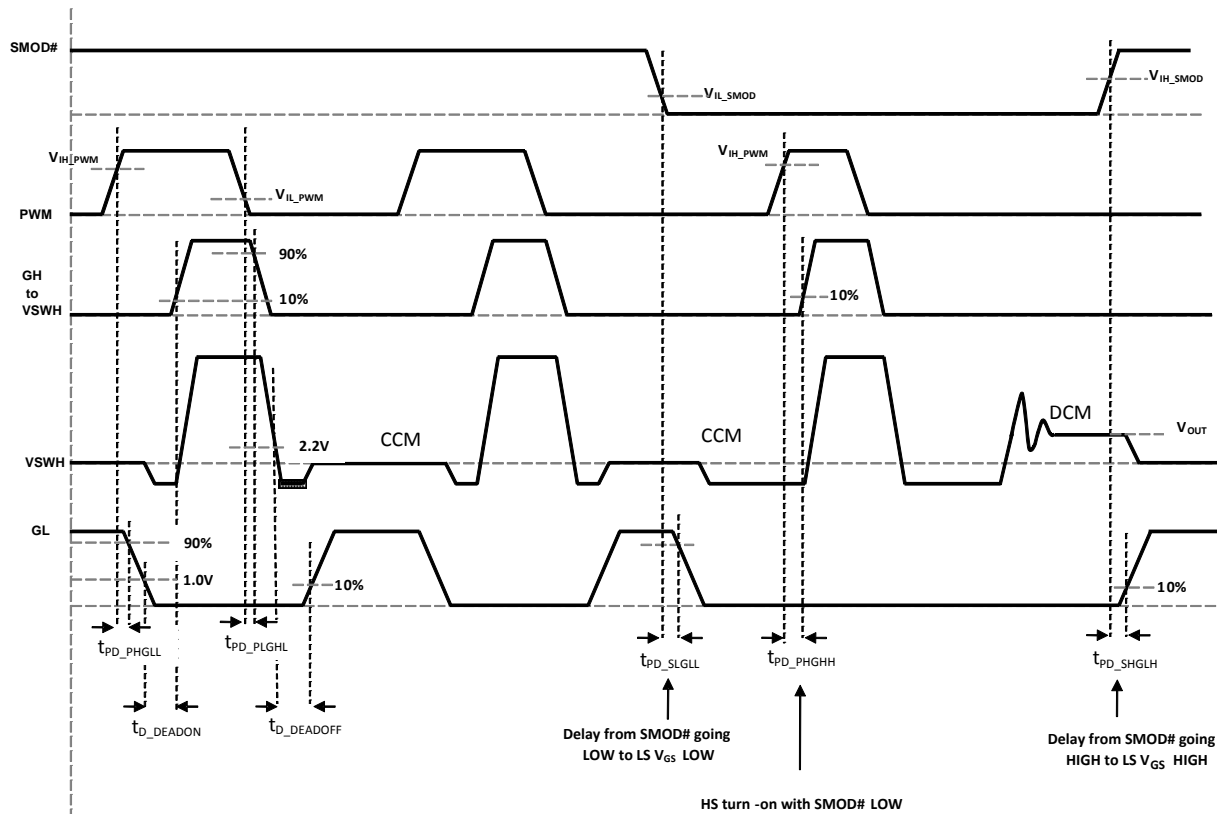 SMOD#
VIL_SMOD
VIH_SMOD
VIH_PWM
VIL_PWM
VIH_PWM
PWM
GH
to
VSWH
90%
10%
10%
2.2V
CCM
CCM
DCM
VOUT
VSWH
GL
90%
1.0V
10%
10%
tPD_PHGLL
tPD_PLGHL
tPD_SLGLL
tPD_PHGHH
tPD_SHGLH
tD_DEADON
tD_DEADOFF
Delay from SMOD# going
LOW to LS VGS LOW
Delay from SMOD# going
HIGH to LS VGS HIGH
HS turn -on with SMOD# LOW